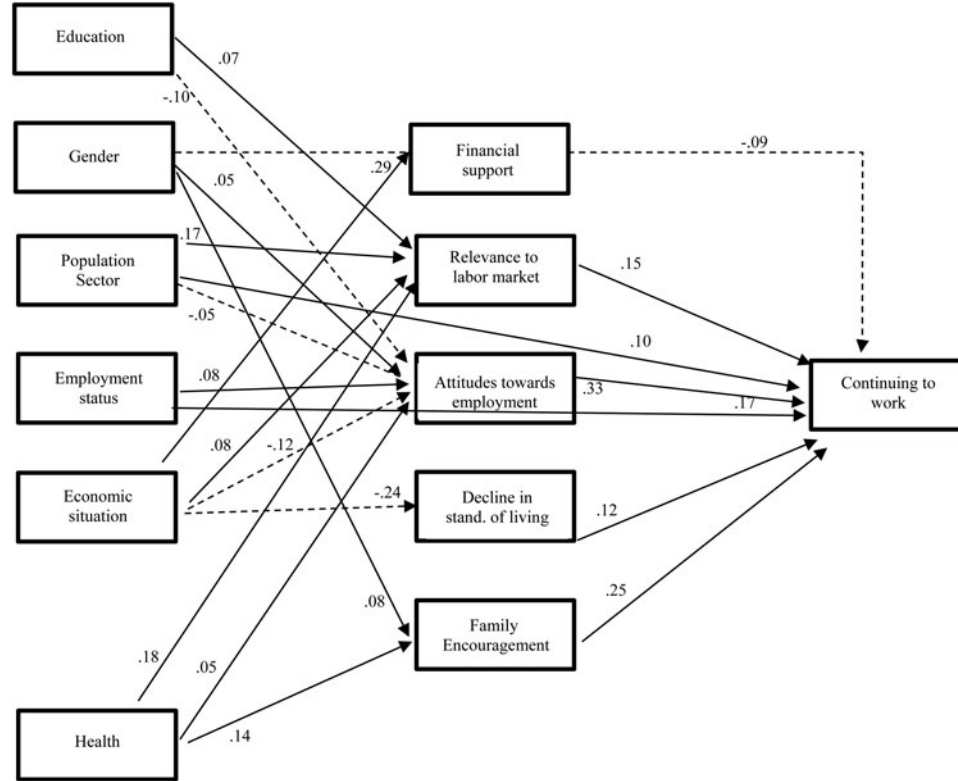 Education
.07
-.10
Gender
Financial
support
-.09
.29
.05
Population
Sector
.17
Relevance to
labor market
.15
-.05
.10
Employment
status
.08
Attitudes towards
employment
.33
.17
Continuing to
work
.08
-.12
Economic
situation
-.24
Decline in
stand. of living
.12
.08
Family
Encouragement
.25
.18
.05
Health
.14